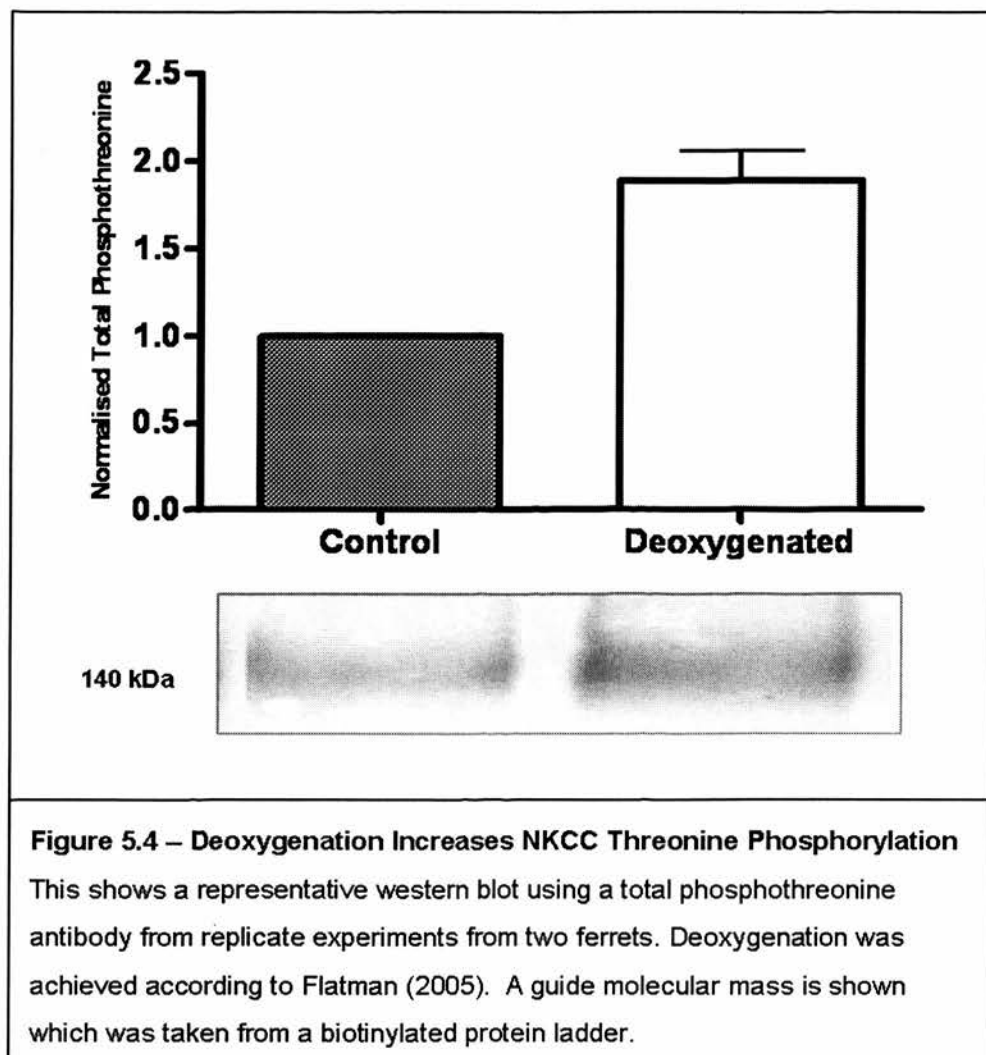 Normalised Total Phosphothreonine
2.5
2.0
1.5
1.0
0.5
0.0
Control Deoxygenated
140 kDa
Figure 5.4 – Deoxygenation Increases NKCC Threonine Phosphorylation
This shows a representative western blot using a total phosphothreonine
antibody from replicate experiments from two ferrets. Deoxygenation was
achieved according to Flatman (2005). A guide molecular mass is shown
which was taken from a biotinylated protein ladder.